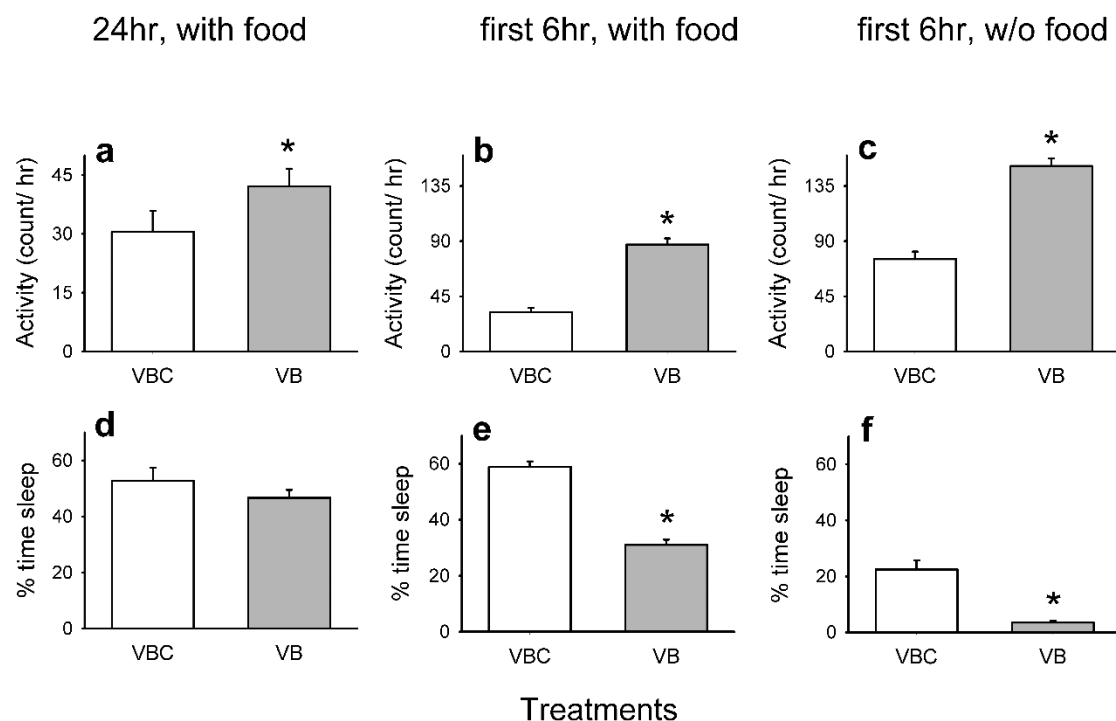 24hr, with food
first 6hr, with food
first 6hr, w/o food
a
*
Activity (count/ hr)
45
30
15
0
VBC
VB
b
*
Activity (count/ hr)
135
90
45
0
VBC
VB
c
*
Activity (count/ hr)
135
90
45
0
VBC
VB
d
% time sleep
60
40
20
0
VBC
VB
e
*
% time sleep
60
40
20
0
VBC
VB
f
*
% time sleep
60
40
20
0
VBC
VB
Treatments